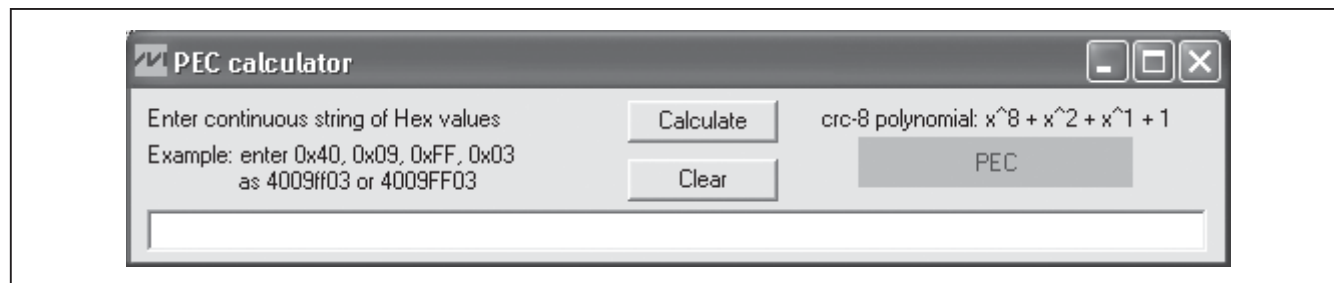 PEC calculator
Enter continuous string of Hex values
Example: enter 0x40, 0x09, 0xFF, 0x03
as 4009ff03 or 4009FF03
Calculate
Clear
crc-8 polynomial: x^8 + x^2 + x^1 + 1
PEC